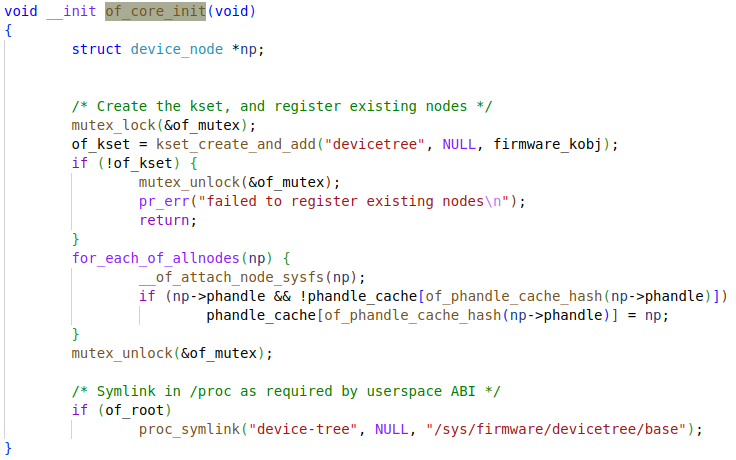 void __init of_core_init(void)
{
        struct device_node *np;


        /* Create the kset, and register existing nodes */
        mutex_lock(&of_mutex);
        of_kset = kset_create_and_add("devicetree", NULL, firmware_kobj);
        if (!of_kset) {
                mutex_unlock(&of_mutex);
                pr_err("failed to register existing nodes\n");
                return;
        }
        for_each_of_allnodes(np) {
                __of_attach_node_sysfs(np);
                if (np->phandle && !phandle_cache[of_phandle_cache_hash(np->phandle)])
                        phandle_cache[of_phandle_cache_hash(np->phandle)] = np;
        }
        mutex_unlock(&of_mutex);

        /* Symlink in /proc as required by userspace ABI */
        if (of_root)
                proc_symlink("device-tree", NULL, "/sys/firmware/devicetree/base");
}